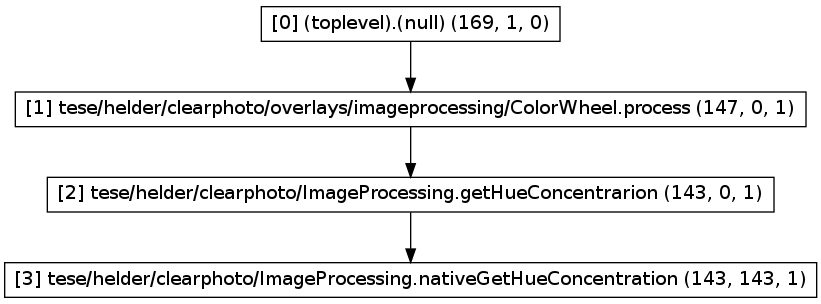 [0] (toplevel).(null) (169, 1, 0)
[1] tese/helder/clearphoto/overlays/imageprocessing/ColorWheel.process (147, 0, 1)
[2] tese/helder/clearphoto/ImageProcessing.getHueConcentrarion (143, 0, 1)
[3] tese/helder/clearphoto/ImageProcessing.nativeGetHueConcentration (143, 143, 1)